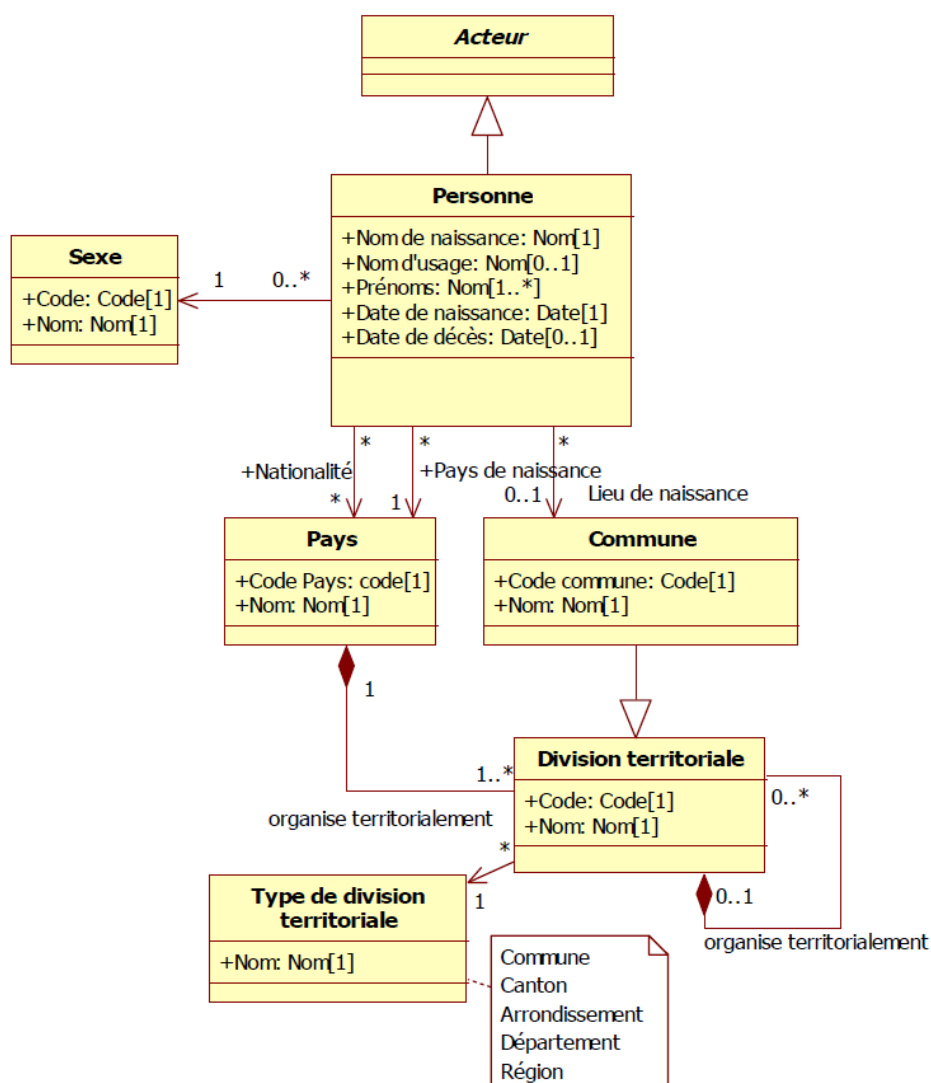 Acteur
Personne
+Nom de naissance: Nom[1]
+Nom d'usage: Nom[0..1]
+Prénoms: Nom[1..*]
+Date de naissance: Date[1]
+Date de décès: Date[0..1]
Sexe
+Code: Code[1]
+Nom: Nom[1]
1
0..*
*
*
*
+Nationalité
+Pays de naissance
*
1
0..1
Lieu de naissance
Pays
+Code Pays: code[1]
+Nom: Nom[1]
Commune
+Code commune: Code[1]
+Nom: Nom[1]
1
1..*
organise territorialement
Division territoriale
+Code: Code[1]
+Nom: Nom[1]
0..*
0..1
organise territorialement
*
1
Type de division
territoriale
+Nom: Nom[1]
Commune
Canton
Arrondissement
Département
Région